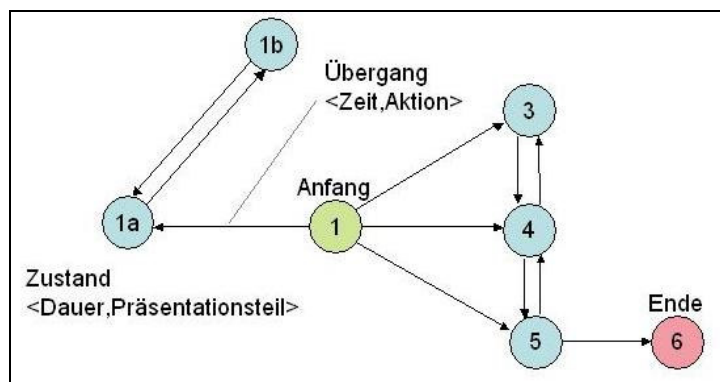 1b
Übergang
<Zeit,Aktion>
3
Anfang
1a
1
4
Zustand
<Dauer,Präsentationsteil>
Ende
5
6